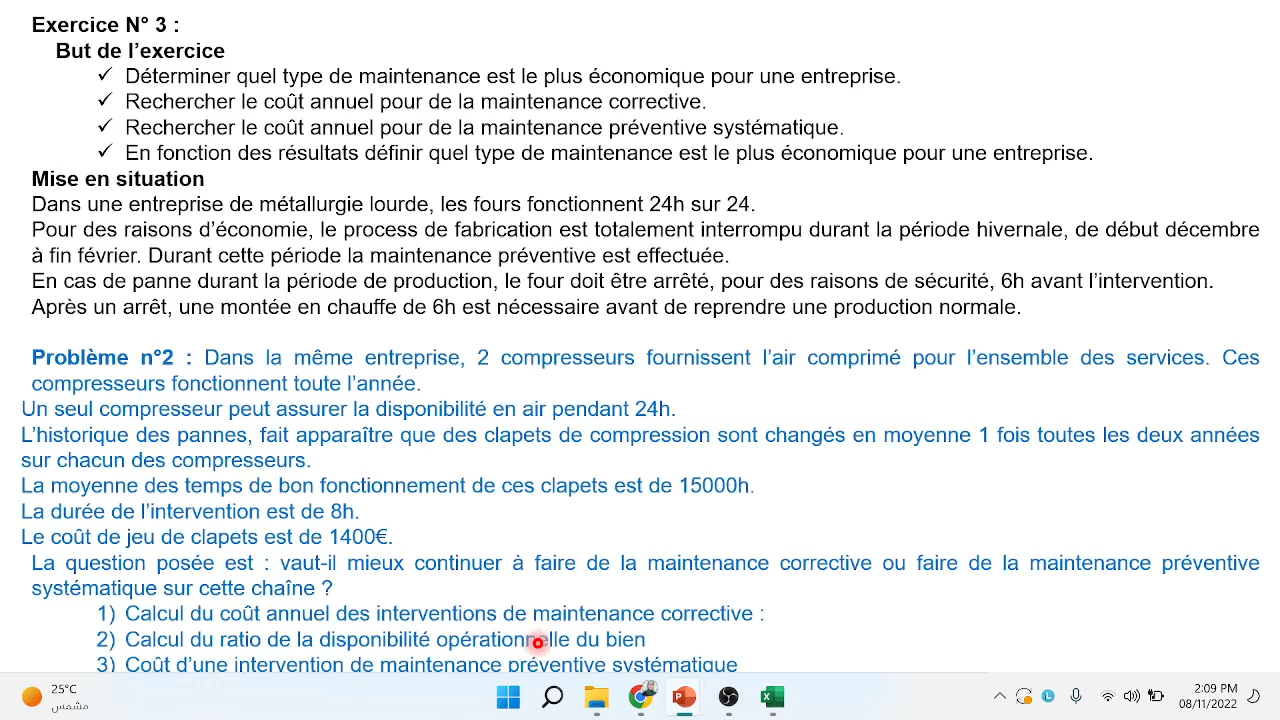 Exercice N° 3 :
But de l’exercice
✓ Déterminer quel type de maintenance est le plus économique pour une entreprise.
✓ Rechercher le coût annuel pour de la maintenance corrective.
✓ Rechercher le coût annuel pour de la maintenance préventive systématique.
✓ En fonction des résultats définir quel type de maintenance est le plus économique pour une entreprise.
Mise en situation
Dans une entreprise de métallurgie lourde, les fours fonctionnent 24h sur 24.
Pour des raisons d’économie, le process de fabrication est totalement interrompu durant la période hivernale, de début décembre
à fin février. Durant cette période la maintenance préventive est effectuée.
En cas de panne durant la période de production, le four doit être arrêté, pour des raisons de sécurité, 6h avant l’intervention.
Après un arrêt, une montée en chauffe de 6h est nécessaire avant de reprendre une production normale.
Problème n°2 : Dans la même entreprise, 2 compresseurs fournissent l’air comprimé pour l’ensemble des services. Ces
compresseurs fonctionnent toute l’année.
Un seul compresseur peut assurer la disponibilité en air pendant 24h.
L’historique des pannes, fait apparaître que des clapets de compression sont changés en moyenne 1 fois toutes les deux années
sur chacun des compresseurs.
La moyenne des temps de bon fonctionnement de ces clapets est de 15000h.
La durée de l’intervention est de 8h.
Le coût de jeu de clapets est de 1400€.
La question posée est : vaut-il mieux continuer à faire de la maintenance corrective ou faire de la maintenance préventive
systématique sur cette chaîne ?
1) Calcul du coût annuel des interventions de maintenance corrective :
2) Calcul du ratio de la disponibilité opérationnelle du bien
3) Coût d’une intervention de maintenance préventive systématique
25°C
مشمس
2:09 PM
08/11/2022